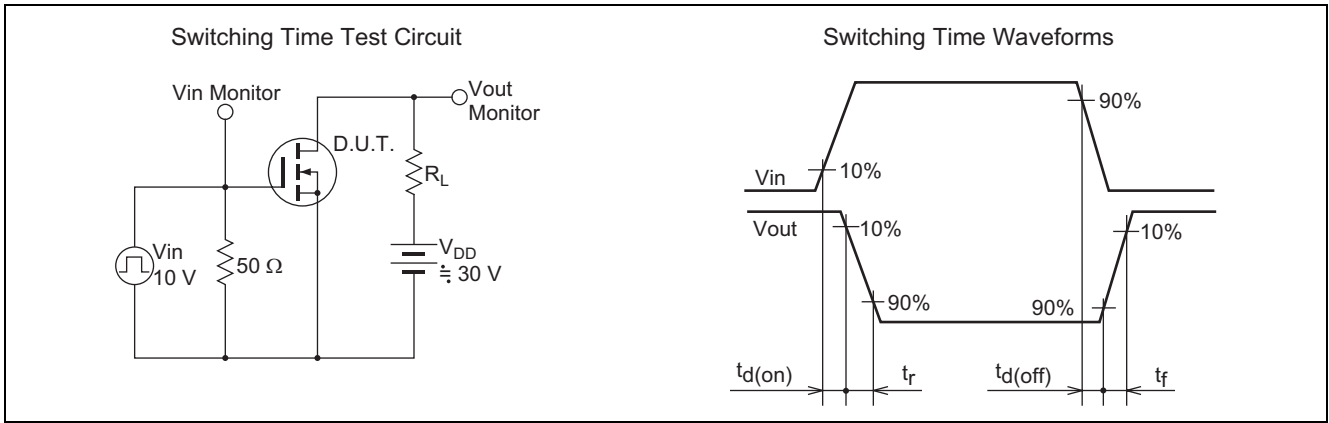 Switching Time Test Circuit
Vin Monitor
Vout
Monitor
D.U.T.
RL
Vin
10 V
50 Ω
VDD
≒ 30 V
Switching Time Waveforms
Vin
10%
90%
Vout
10%
90%
90%
10%
td(on)
tr
td(off)
tf